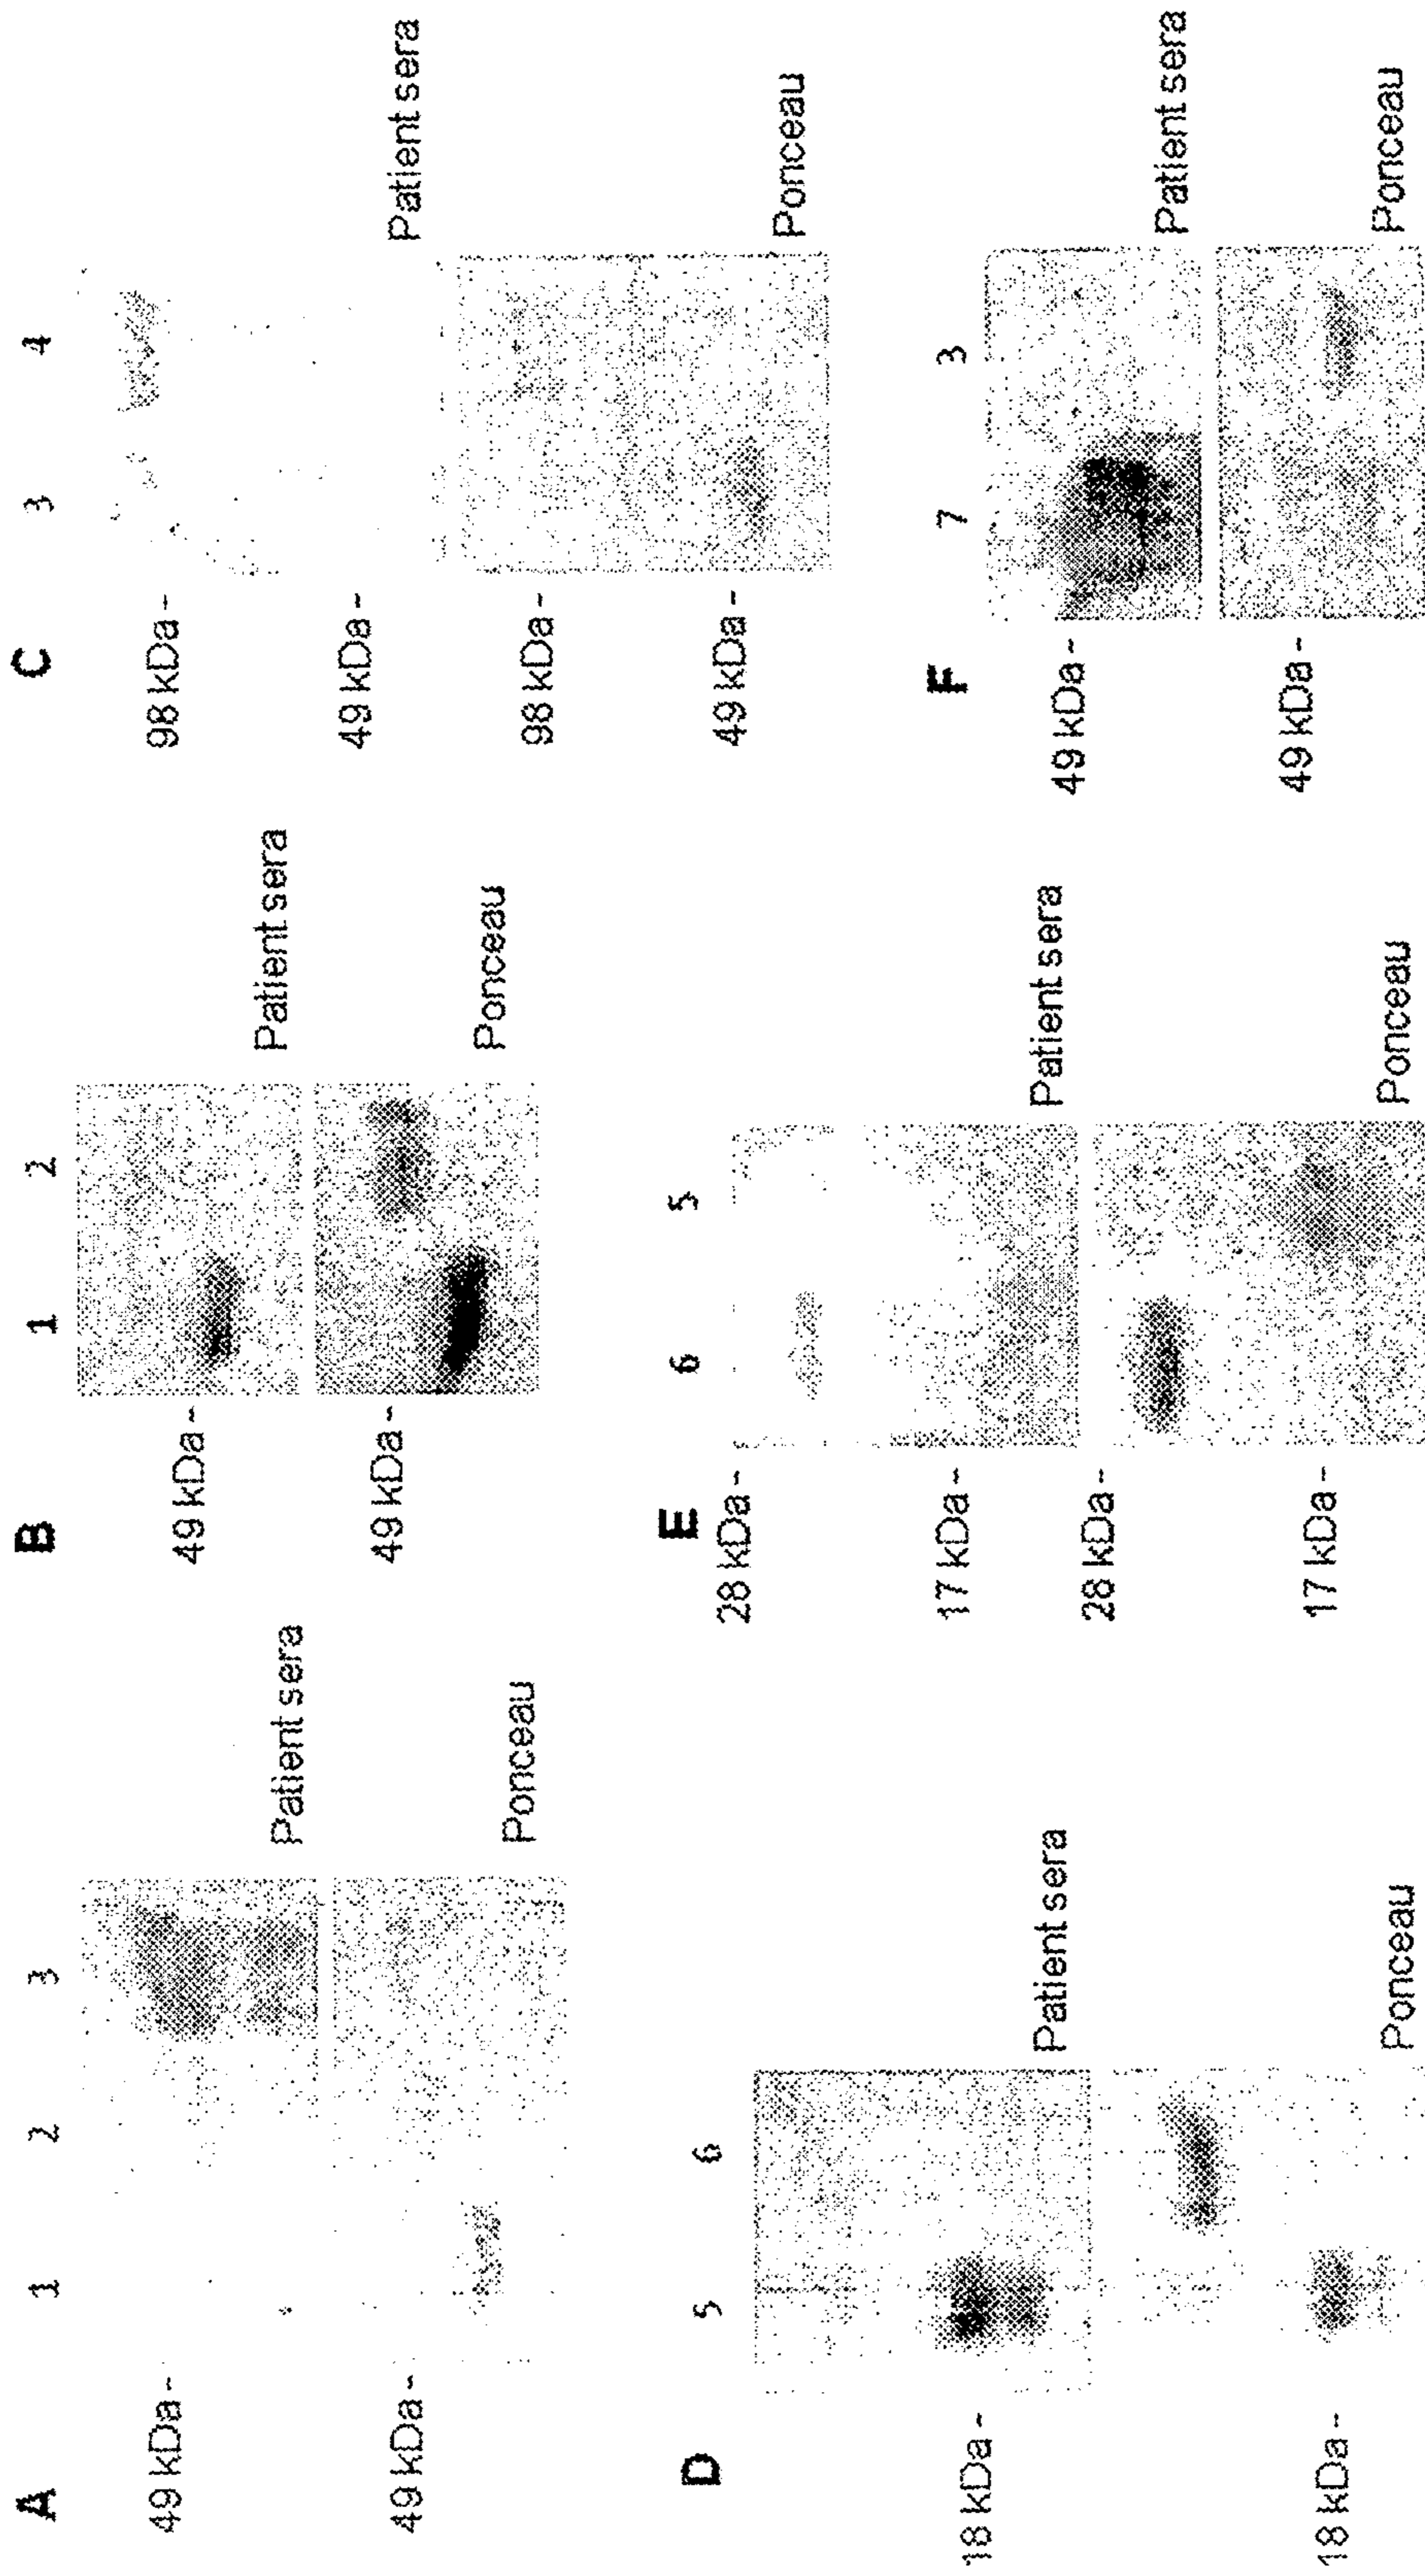 A
1 2 3
49 kDa -
Patient sera
49 kDa -
Ponceau
B
1 2
49 kDa -
Patient sera
49 kDa -
Ponceau
C
3 4
98 kDa -
49 kDa -
Patient sera
98 kDa -
49 kDa -
Ponceau
D
5 6
18 kDa -
Patient sera
18 kDa -
Ponceau
E
6 5
28 kDa -
17 kDa -
Patient sera
28 kDa -
17 kDa -
Ponceau
F
7 3
49 kDa -
Patient sera
49 kDa -
Ponceau